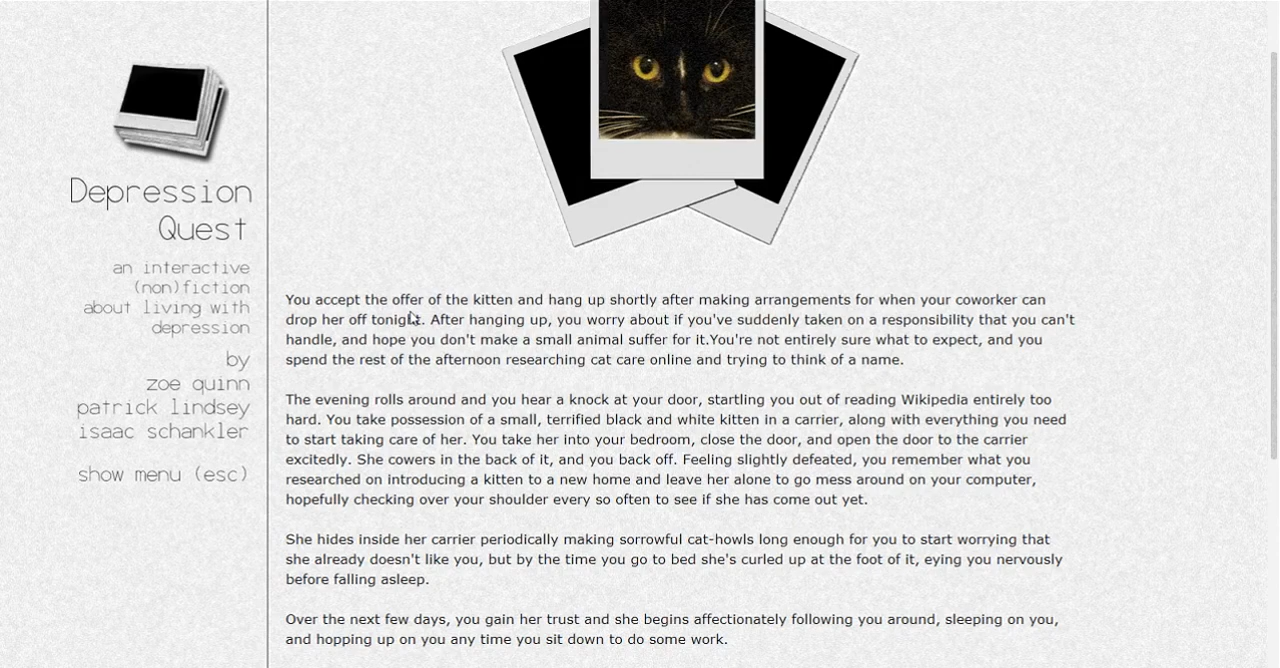 Depression
Quest
an interactive
(non)fiction
about living with
depression
by
zoe quinn
patrick lindsey
isaac schankler
show menu (esc)
You accept the offer of the kitten and hang up shortly after making arrangements for when your coworker can
drop her off tonight. After hanging up, you worry about if you've suddenly taken on a responsibility that you can't
handle, and hope you don't make a small animal suffer for it.You're not entirely sure what to expect, and you
spend the rest of the afternoon researching cat care online and trying to think of a name.
The evening rolls around and you hear a knock at your door, startling you out of reading Wikipedia entirely too
hard. You take possession of a small, terrified black and white kitten in a carrier, along with everything you need
to start taking care of her. You take her into your bedroom, close the door, and open the door to the carrier
excitedly. She cowers in the back of it, and you back off. Feeling slightly defeated, you remember what you
researched on introducing a kitten to a new home and leave her alone to go mess around on your computer,
hopefully checking over your shoulder every so often to see if she has come out yet.
She hides inside her carrier periodically making sorrowful cat-howls long enough for you to start worrying that
she already doesn't like you, but by the time you go to bed she's curled up at the foot of it, eying you nervously
before falling asleep.
Over the next few days, you gain her trust and she begins affectionately following you around, sleeping on you,
and hopping up on you any time you sit down to do some work.